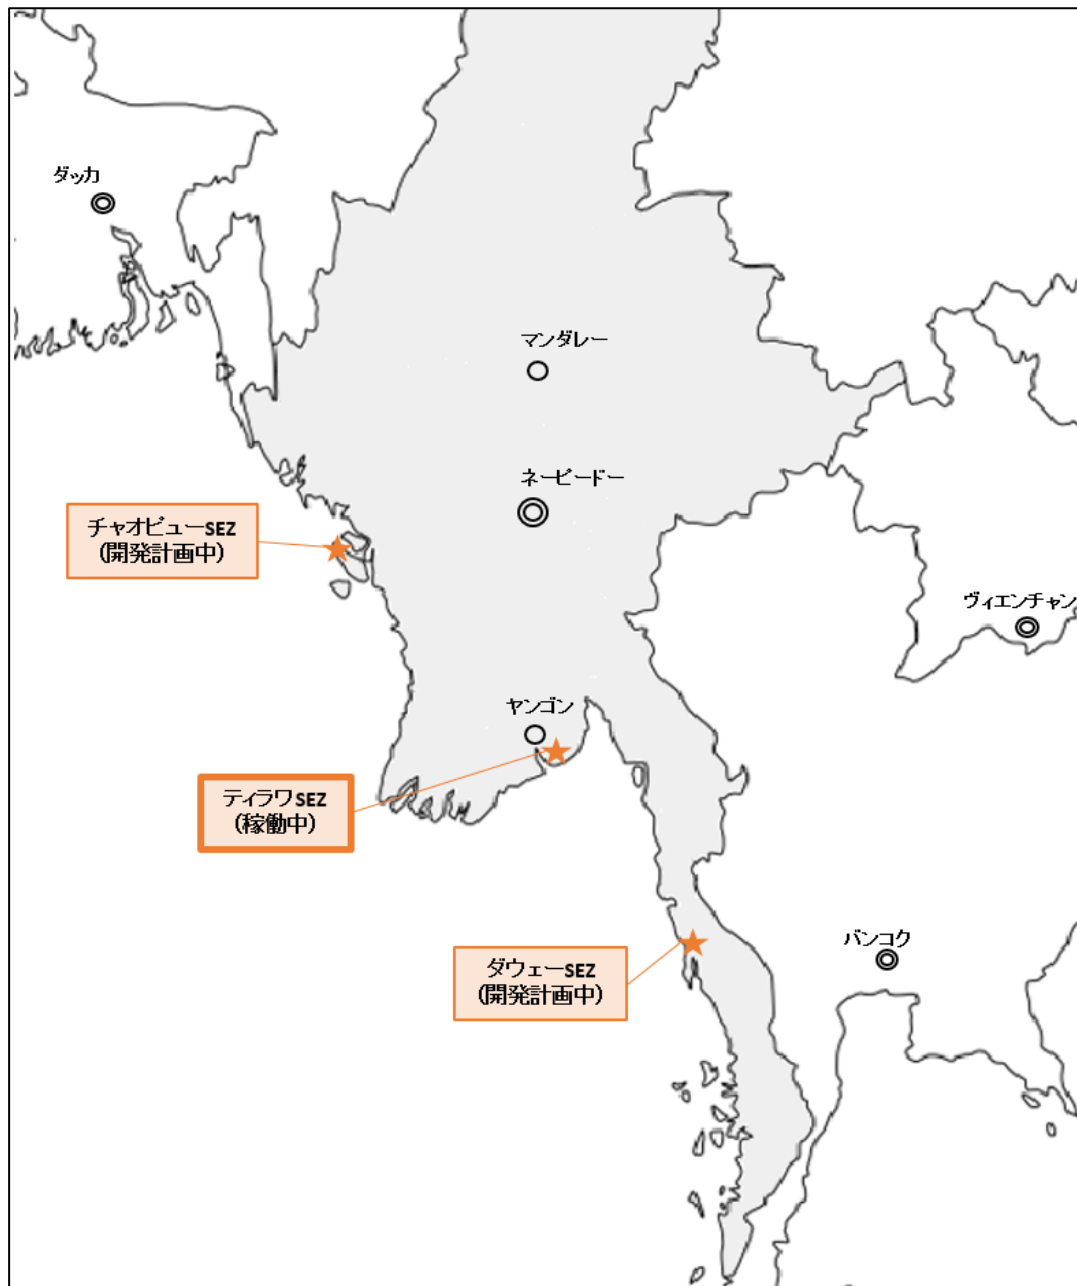 ダッカ
マンダレー
ネーピードー
チャオピューSEZ
(開発計画中)
ヴィエンチャン
ヤンゴン
ティラワSEZ
(稼働中)
バンコク
ダウェーSEZ
(開発計画中)